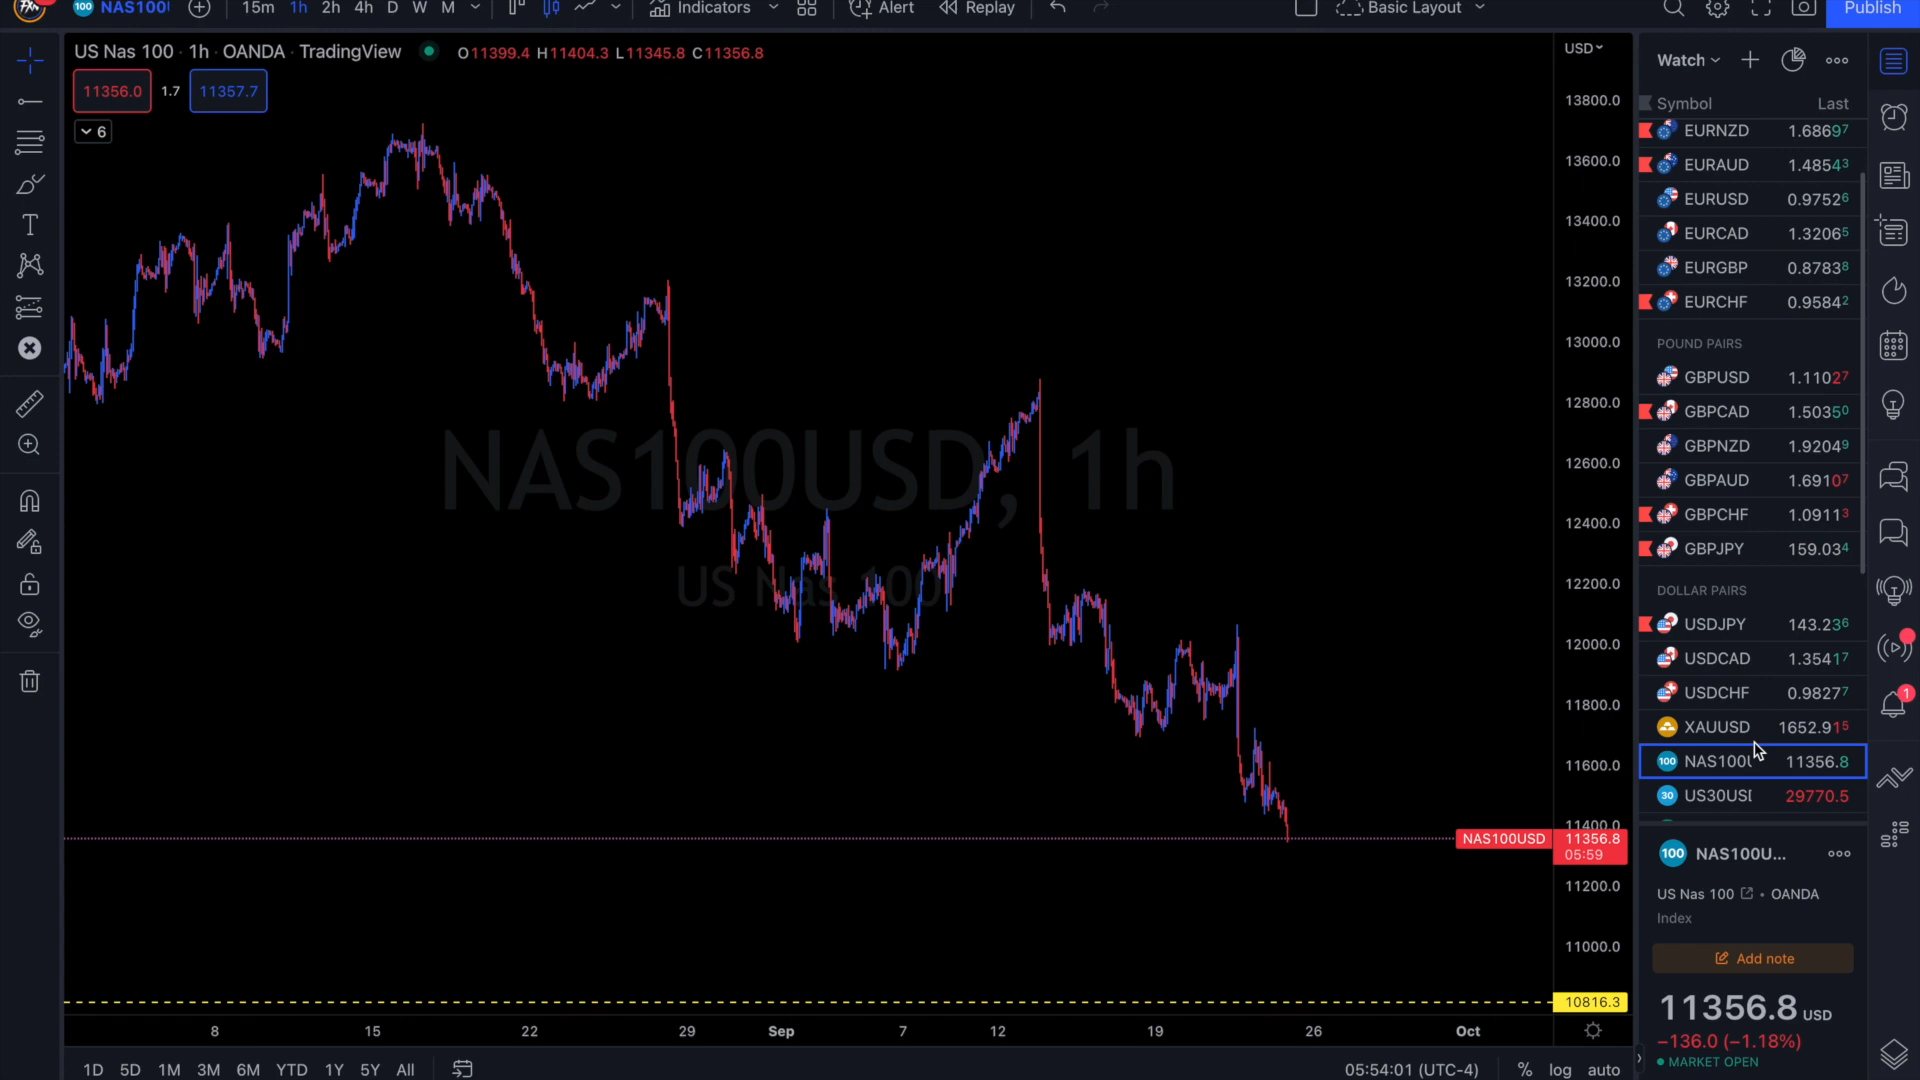 NAS100
15m 1h 2h 4h D W M Indicators Alert Replay Basic Layout Publish
US Nas 100 · 1h · OANDA · TradingView O11399.4 H11404.3 L11345.8 C11356.8
11356.0 1.7 11357.7
6
NAS100USD, 1h
US Nas 100
USD
13800.0
13600.0
13400.0
13200.0
13000.0
12800.0
12600.0
12400.0
12200.0
12000.0
11800.0
11600.0
11400.0
NAS100USD 11356.8
05:59
11200.0
11000.0
10816.3
8 15 22 29 Sep 7 12 19 26 Oct
1D 5D 1M 3M 6M YTD 1Y 5Y All 05:54:01 (UTC-4) % log auto
Watch
Symbol Last
EURNZD 1.68697
EURAUD 1.48543
EURUSD 0.97526
EURCAD 1.32065
EURGBP 0.87838
EURCHF 0.95842
POUND PAIRS
GBPUSD 1.11027
GBPCAD 1.50350
GBPNZD 1.92049
GBPAUD 1.69107
GBPCHF 1.09113
GBPJPY 159.034
DOLLAR PAIRS
USDJPY 143.236
USDCAD 1.35417
USDCHF 0.98277
XAUUSD 1652.915
100 NAS100U 11356.8
30 US30USD 29770.5
100 NAS100U...
US Nas 100 • OANDA
Index
Add note
11356.8 USD
−136.0 (−1.18%)
MARKET OPEN
1